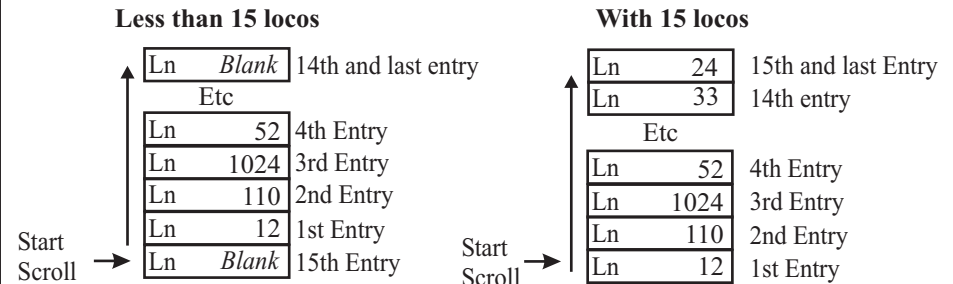 Less than 15 locos
Ln Blank 14th and last entry
Etc
Ln 52 4th Entry
Ln 1024 3rd Entry
Ln 110 2nd Entry
Ln 12 1st Entry
Start Scroll Ln Blank 15th Entry
With 15 locos
Ln 24 15th and last Entry
Ln 33 14th entry
Etc
Ln 52 4th Entry
Ln 1024 3rd Entry
Ln 110 2nd Entry
Start Scroll Ln 12 1st Entry